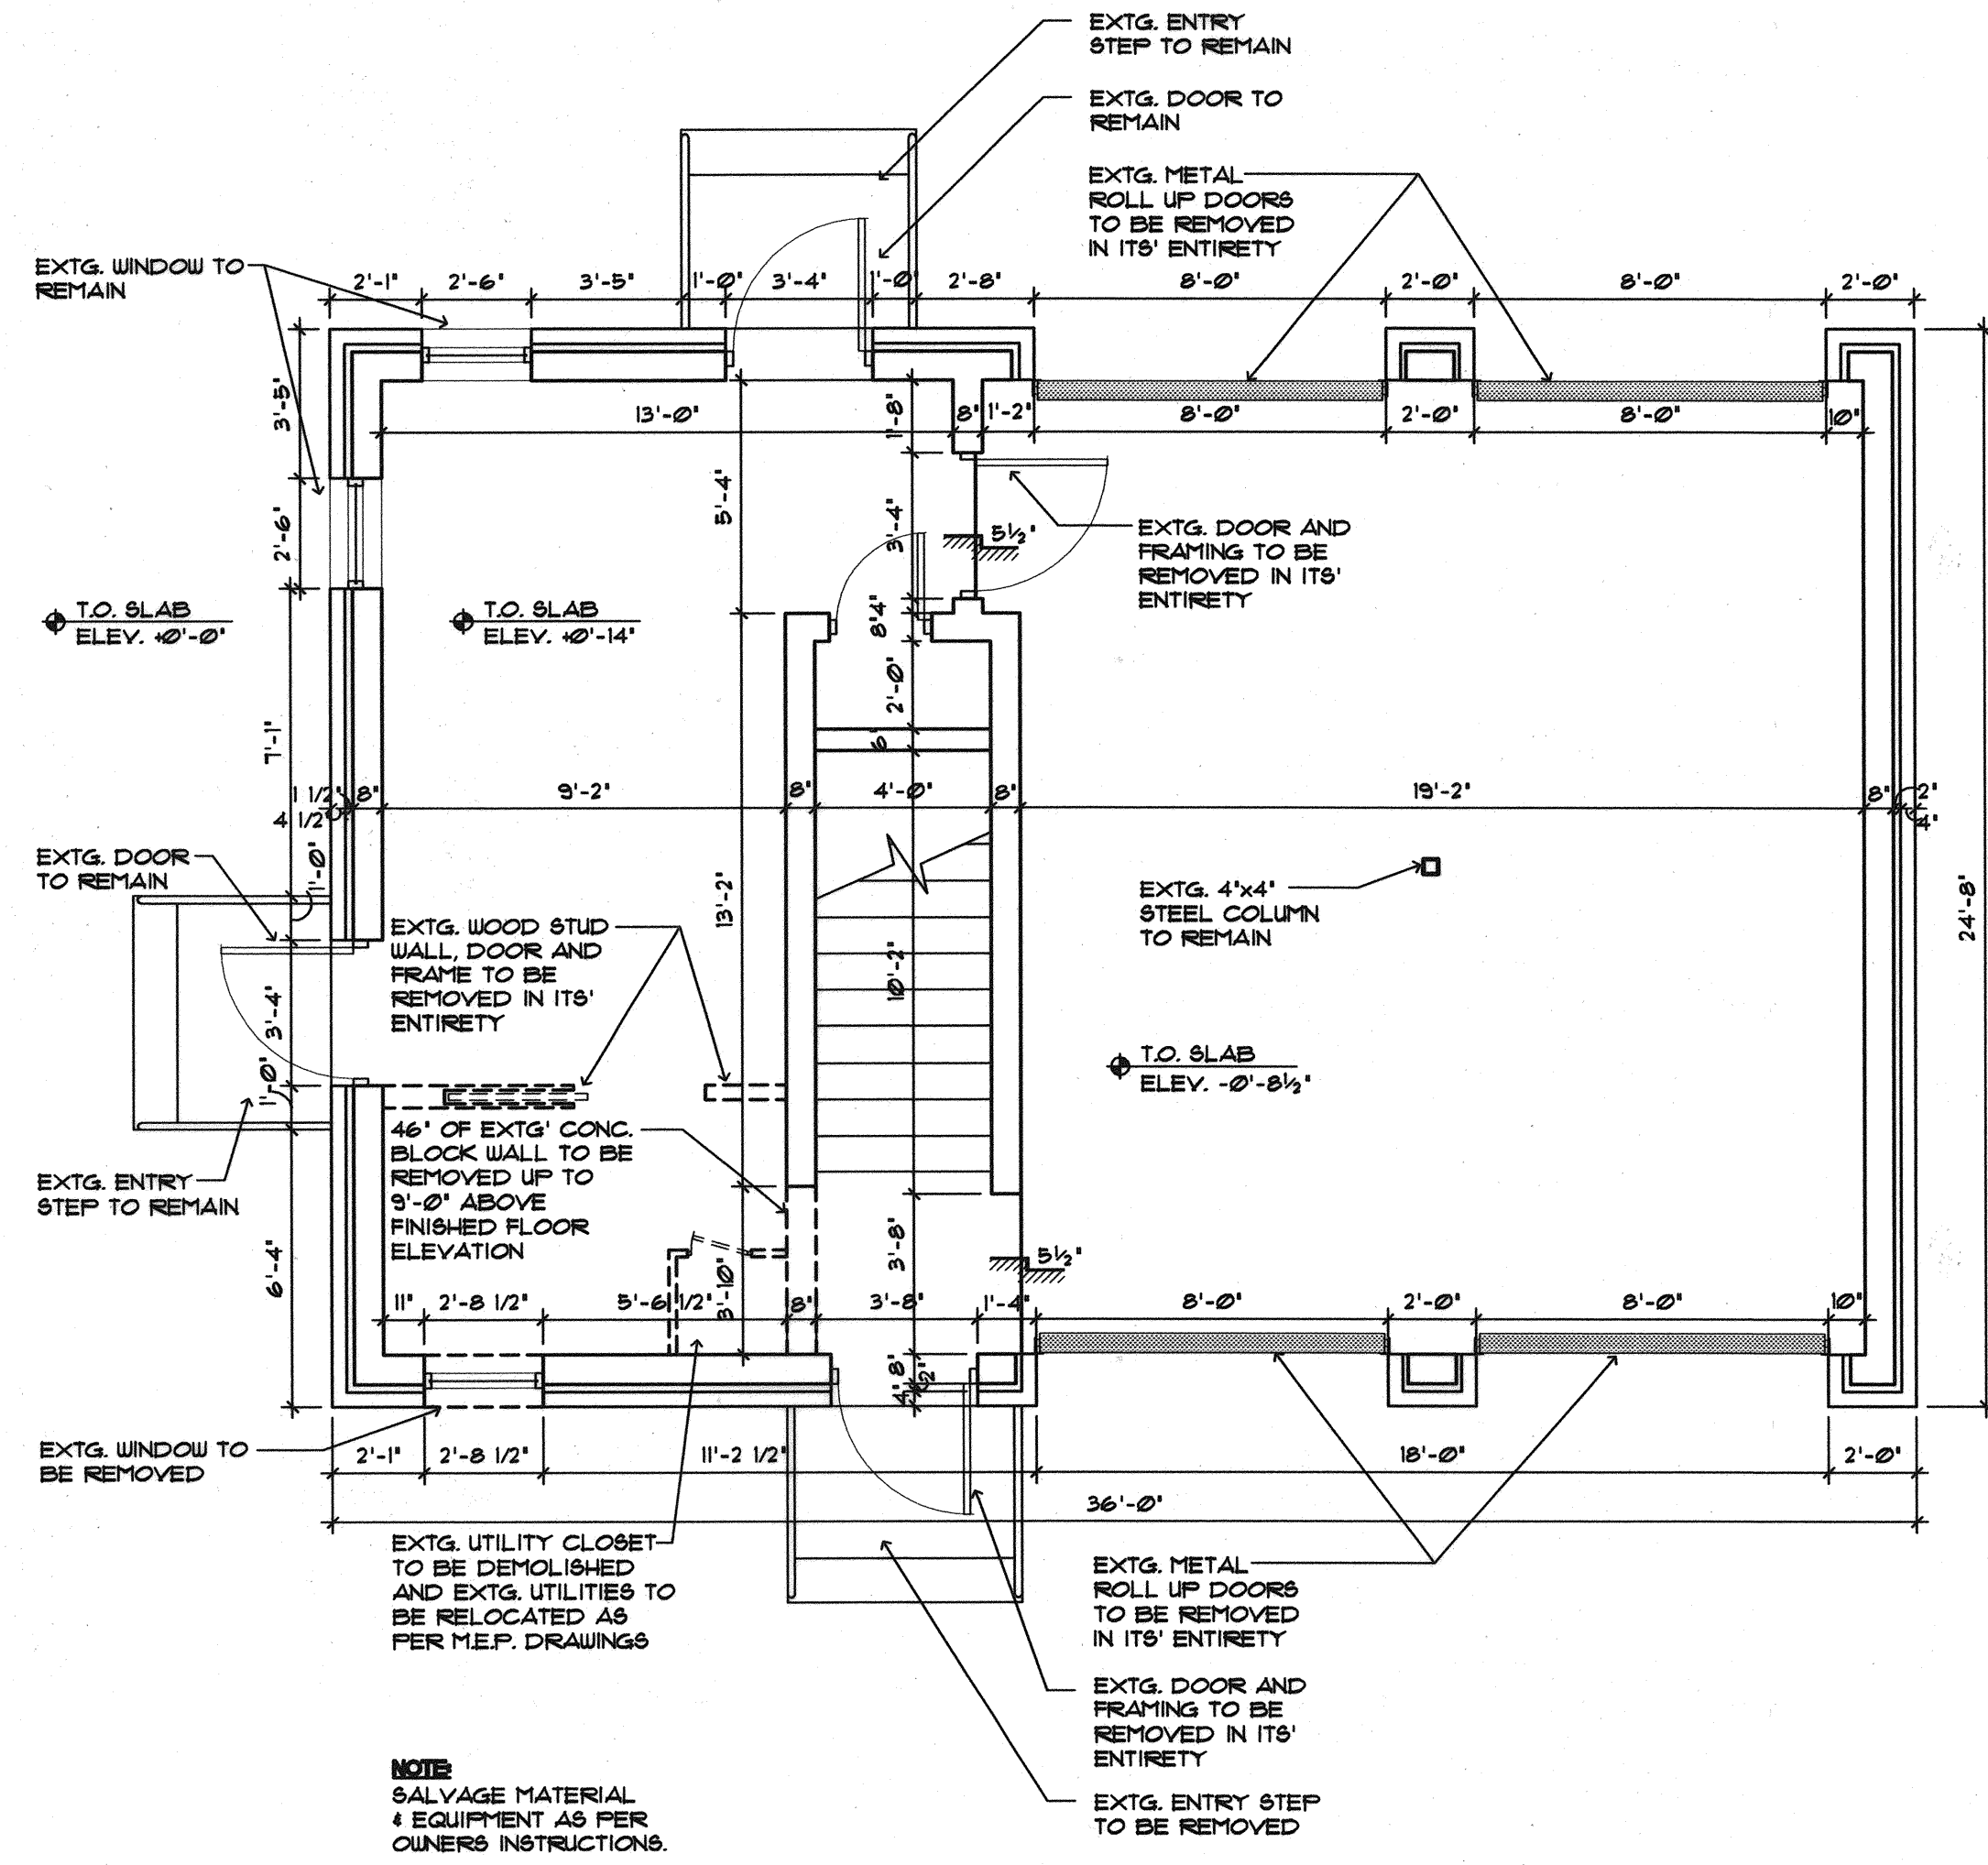 EXTG. ENTRY
STEP TO REMAIN
EXTG. DOOR TO
REMAIN
EXTG. METAL
ROLL UP DOORS
TO BE REMOVED
IN ITS' ENTIRETY
EXTG. WINDOW TO
REMAIN
2'-1"
2'-6"
3'-5"
1'-0"
3'-4"
1'-0"
2'-8"
8'-0"
2'-0"
8'-0"
2'-0"
3'-5"
13'-0"
1'-8"
8"
1'-2"
8'-0"
2'-0"
8'-0"
10"
2'-6"
5'-4"
3'-4"
5½"
EXTG. DOOR AND
FRAMING TO BE
REMOVED IN ITS'
ENTIRETY
T.O. SLAB
ELEV. +0'-0"
T.O. SLAB
ELEV. +0'-14"
8"4"
2'-0"
6"
7'-1"
1 1/2"
8"
4 1/2"
9'-2"
8"
4'-0"
8"
19'-2"
8"
2"
4"
EXTG. DOOR
TO REMAIN
1'-0"
EXTG. 4"x4"
STEEL COLUMN
TO REMAIN
24'-8"
13'-2"
10'-2"
EXTG. WOOD STUD
WALL, DOOR AND
FRAME TO BE
REMOVED IN ITS'
ENTIRETY
3'-4"
1'-0"
T.O. SLAB
ELEV. -0'-8½"
46" OF EXTG' CONC.
BLOCK WALL TO BE
REMOVED UP TO
9'-0" ABOVE
FINISHED FLOOR
ELEVATION
EXTG. ENTRY
STEP TO REMAIN
6'-4"
3'-10"
3'-8"
5½"
11"
2'-8 1/2"
5'-6 1/2"
8"
3'-8"
1'-4"
8'-0"
2'-0"
8'-0"
10"
8"
4"
2"
EXTG. WINDOW TO
BE REMOVED
2'-1"
2'-8 1/2"
11'-2 1/2"
18'-0"
2'-0"
36'-0"
EXTG. UTILITY CLOSET
TO BE DEMOLISHED
AND EXTG. UTILITIES TO
BE RELOCATED AS
PER M.E.P. DRAWINGS
EXTG. METAL
ROLL UP DOORS
TO BE REMOVED
IN ITS' ENTIRETY
EXTG. DOOR AND
FRAMING TO BE
REMOVED IN ITS'
ENTIRETY
EXTG. ENTRY STEP
TO BE REMOVED
NOTE:
SALVAGE MATERIAL
& EQUIPMENT AS PER
OWNERS INSTRUCTIONS.